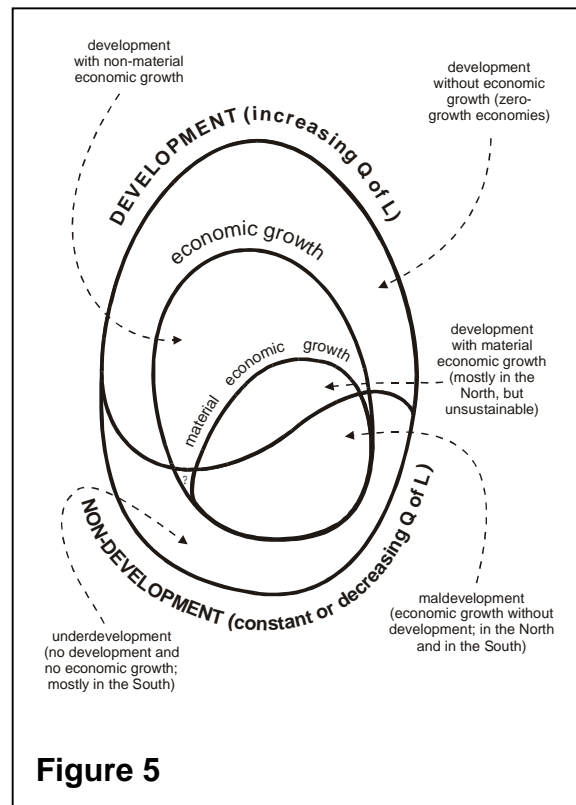 development
with non-material
economic growth
development
without economic
growth (zero-
growth economies)
DEVELOPMENT (increasing Q of L)
economic growth
material economic growth
development
with material
economic growth
(mostly in the
North, but
unsustainable)
?
NON-DEVELOPMENT (constant or decreasing Q of L)
underdevelopment
(no development and
no economic growth;
mostly in the South)
maldevelopment
(economic growth without
development; in the North
and in the South)
Figure 5